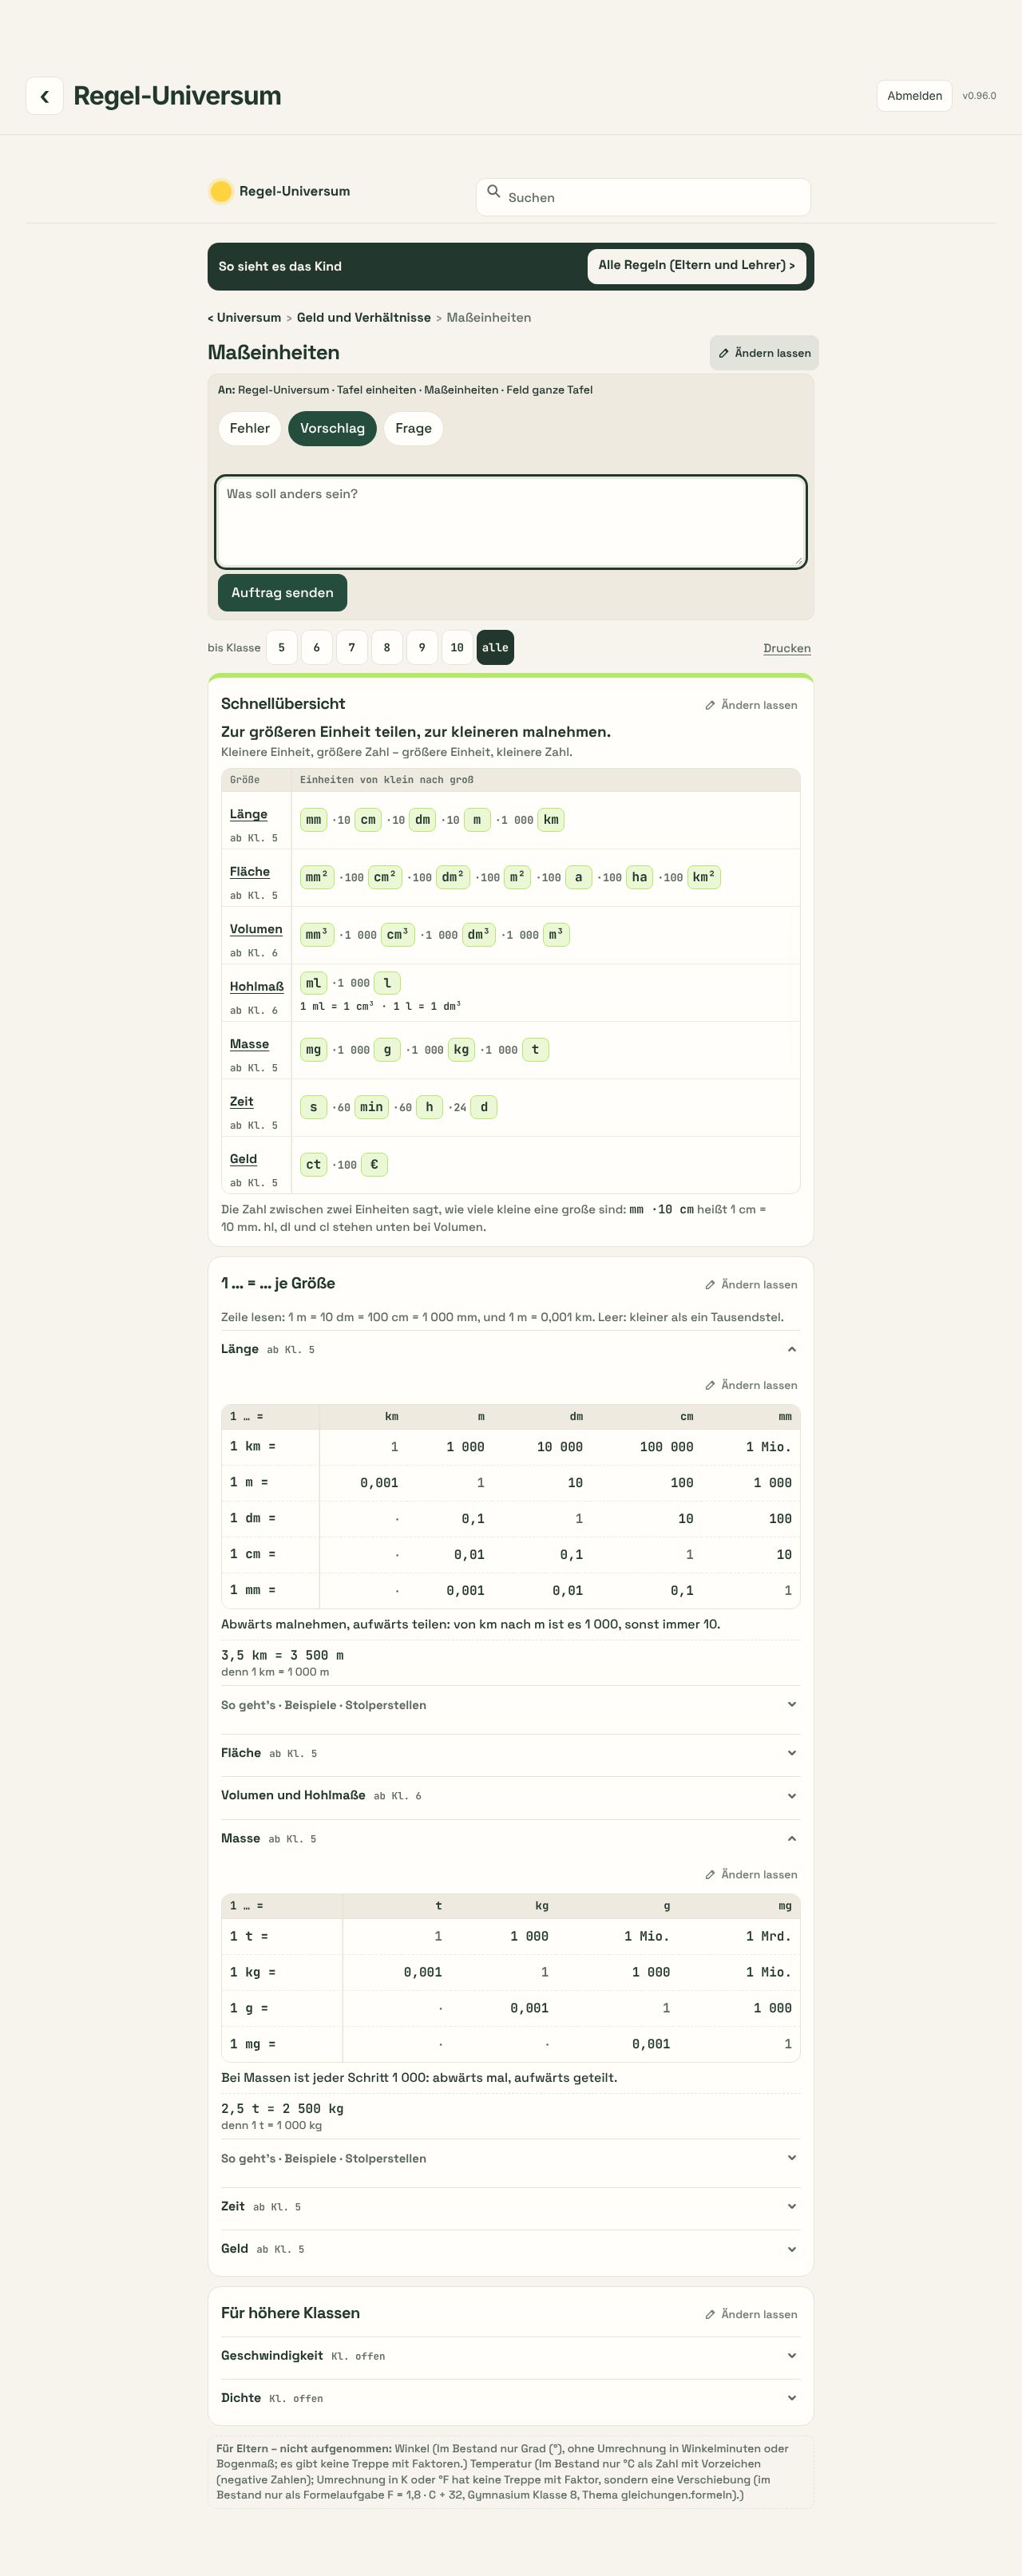 ‹ Regel-Universum Abmelden v0.96.0
Regel-Universum Suchen
So sieht es das Kind Alle Regeln (Eltern und Lehrer) ›
‹ Universum > Geld und Verhältnisse > Maßeinheiten
Maßeinheiten Ändern lassen
An: Regel-Universum · Tafel einheiten · Maßeinheiten · Feld ganze Tafel
Fehler Vorschlag Frage
Was soll anders sein?
Auftrag senden
bis Klasse 5 6 7 8 9 10 alle Drucken
Schnellübersicht Ändern lassen
Zur größeren Einheit teilen, zur kleineren malnehmen.
Kleinere Einheit, größere Zahl – größere Einheit, kleinere Zahl.
Größe Einheiten von klein nach groß
Länge ab Kl. 5 mm ·10 cm ·10 dm ·10 m ·1 000 km
Fläche ab Kl. 5 mm² ·100 cm² ·100 dm² ·100 m² ·100 a ·100 ha ·100 km²
Volumen ab Kl. 6 mm³ ·1 000 cm³ ·1 000 dm³ ·1 000 m³
Hohlmaß ab Kl. 6 ml ·1 000 l
1 ml = 1 cm³ · 1 l = 1 dm³
Masse ab Kl. 5 mg ·1 000 g ·1 000 kg ·1 000 t
Zeit ab Kl. 5 s ·60 min ·60 h ·24 d
Geld ab Kl. 5 ct ·100 €
Die Zahl zwischen zwei Einheiten sagt, wie viele kleine eine große sind: mm ·10 cm heißt 1 cm =
10 mm. hl, dl und cl stehen unten bei Volumen.
1 … = … je Größe Ändern lassen
Zeile lesen: 1 m = 10 dm = 100 cm = 1 000 mm, und 1 m = 0,001 km. Leer: kleiner als ein Tausendstel.
Länge ab Kl. 5
Ändern lassen
1 … = km m dm cm mm
1 km = 1 1 000 10 000 100 000 1 Mio.
1 m = 0,001 1 10 100 1 000
1 dm = · 0,1 1 10 100
1 cm = · 0,01 0,1 1 10
1 mm = · 0,001 0,01 0,1 1
Abwärts malnehmen, aufwärts teilen: von km nach m ist es 1 000, sonst immer 10.
3,5 km = 3 500 m
denn 1 km = 1 000 m
So geht's · Beispiele · Stolperstellen
Fläche ab Kl. 5
Volumen und Hohlmaße ab Kl. 6
Masse ab Kl. 5
Ändern lassen
1 … = t kg g mg
1 t = 1 1 000 1 Mio. 1 Mrd.
1 kg = 0,001 1 1 000 1 Mio.
1 g = · 0,001 1 1 000
1 mg = · · 0,001 1
Bei Massen ist jeder Schritt 1 000: abwärts mal, aufwärts geteilt.
2,5 t = 2 500 kg
denn 1 t = 1 000 kg
So geht's · Beispiele · Stolperstellen
Zeit ab Kl. 5
Geld ab Kl. 5
Für höhere Klassen Ändern lassen
Geschwindigkeit Kl. offen
Dichte Kl. offen
Für Eltern – nicht aufgenommen: Winkel (Im Bestand nur Grad (°), ohne Umrechnung in Winkelminuten oder
Bogenmaß; es gibt keine Treppe mit Faktoren.) Temperatur (Im Bestand nur °C als Zahl mit Vorzeichen
(negative Zahlen); Umrechnung in K oder °F hat keine Treppe mit Faktor, sondern eine Verschiebung (im
Bestand nur als Formelaufgabe F = 1,8 · C + 32, Gymnasium Klasse 8, Thema gleichungen.formeln).)